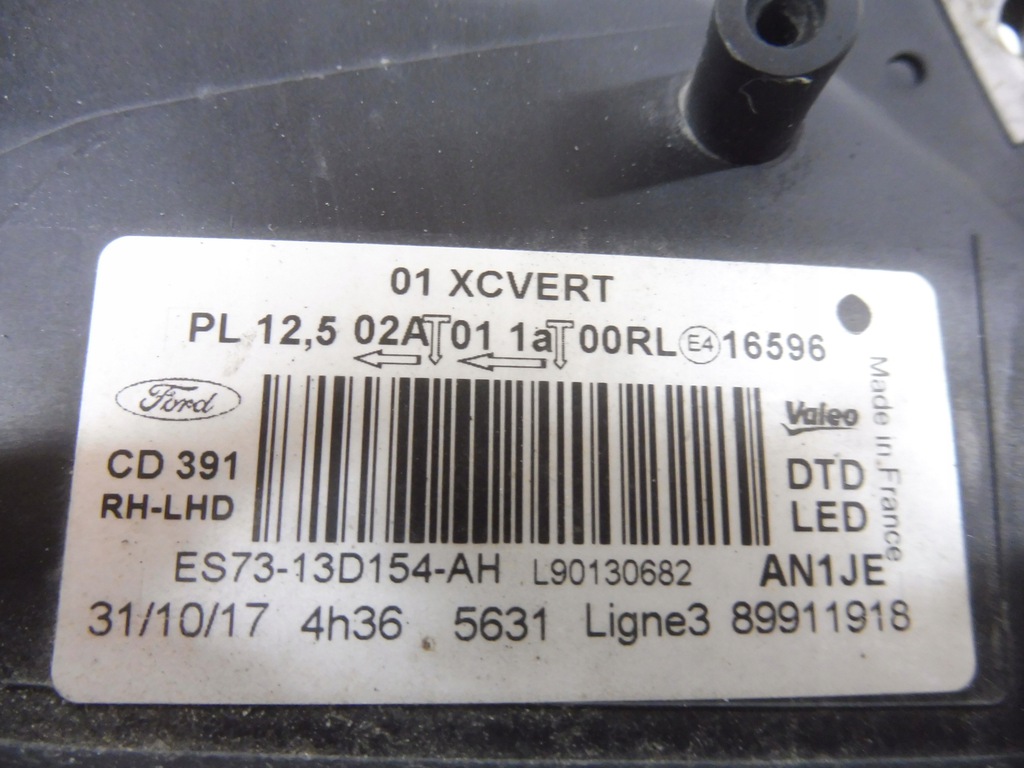 01 XCVERT
PL 12,5 02A 01 1a 00RL E4 16596
Ford
Valeo
Made in France
CD 391
DTD
RH-LHD
LED
ES73-13D154-AH L90130682 AN1JE
31/10/17 4h36 5631 Ligne3 89911918